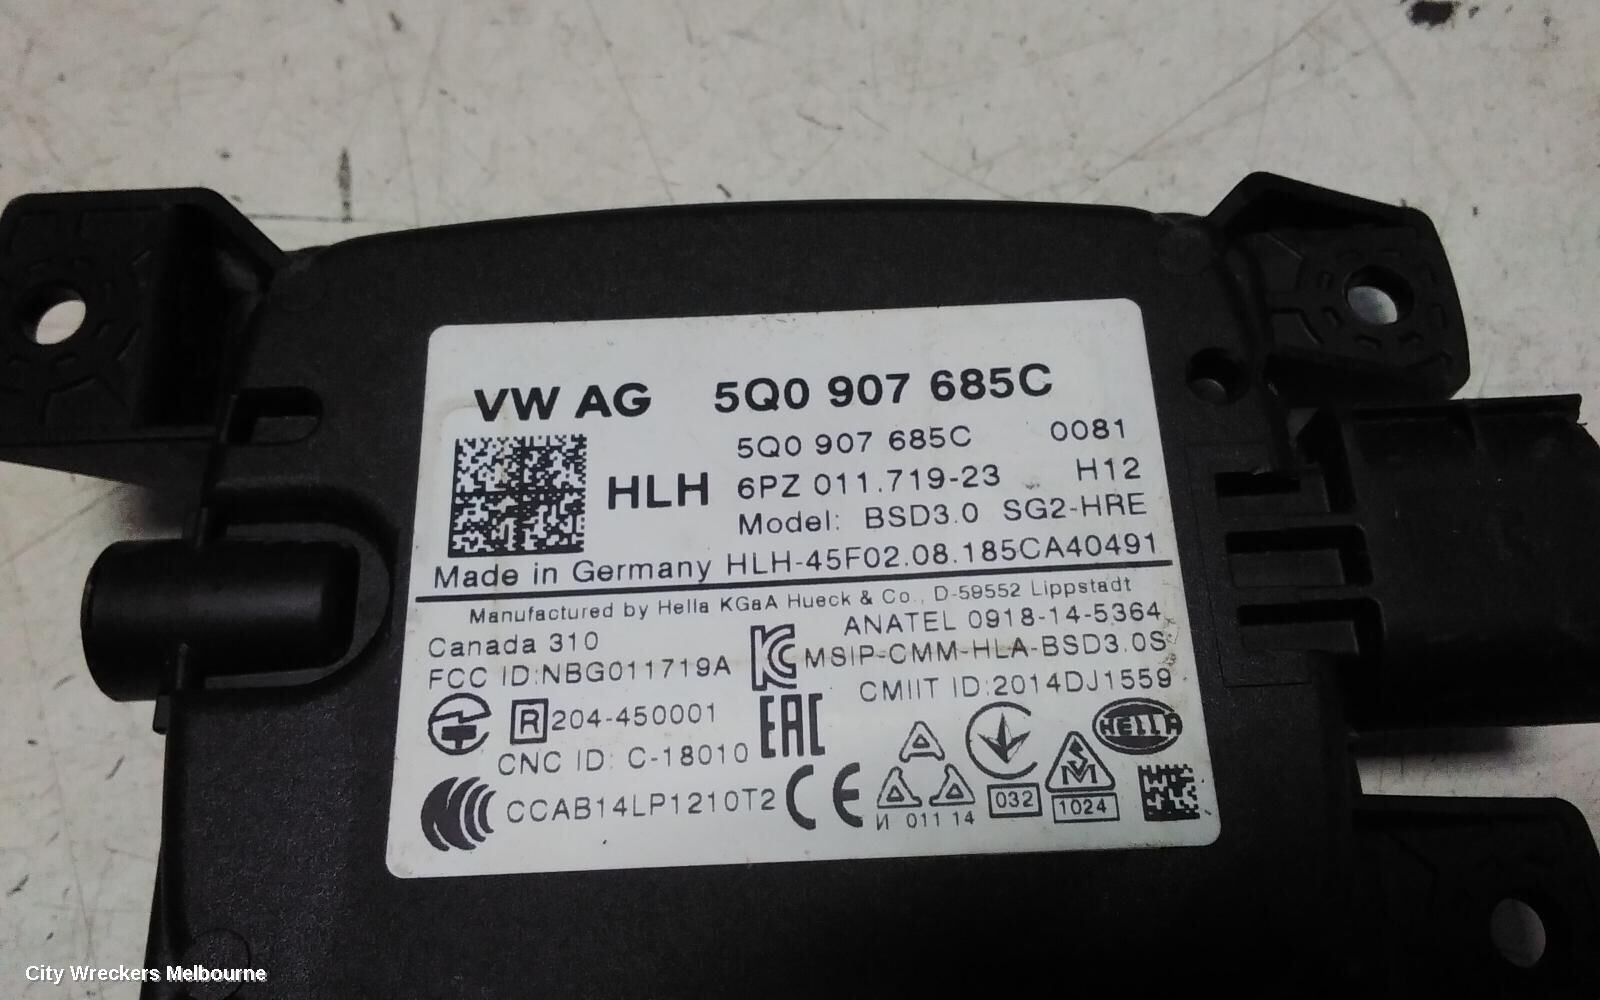 VW AG 5Q0 907 685C
5Q0 907 685C 0081
HLH 6PZ 011.719-23 H12
Model: BSD3.0 SG2-HRE
Made in Germany HLH-45F02.08.185CA40491
Manufactured by Hella KGaA Hueck & Co., D-59552 Lippstadt
Canada 310 ANATEL 0918-14-5364
FCC ID:NBG011719A MSIP-CMM-HLA-BSD3.0S
CMIIT ID:2014DJ1559
R 204-450001 EAC HELLA
CNC ID: C-18010
CCAB14LP1210T2 CE 032 1024
И 011 14
City Wreckers Melbourne